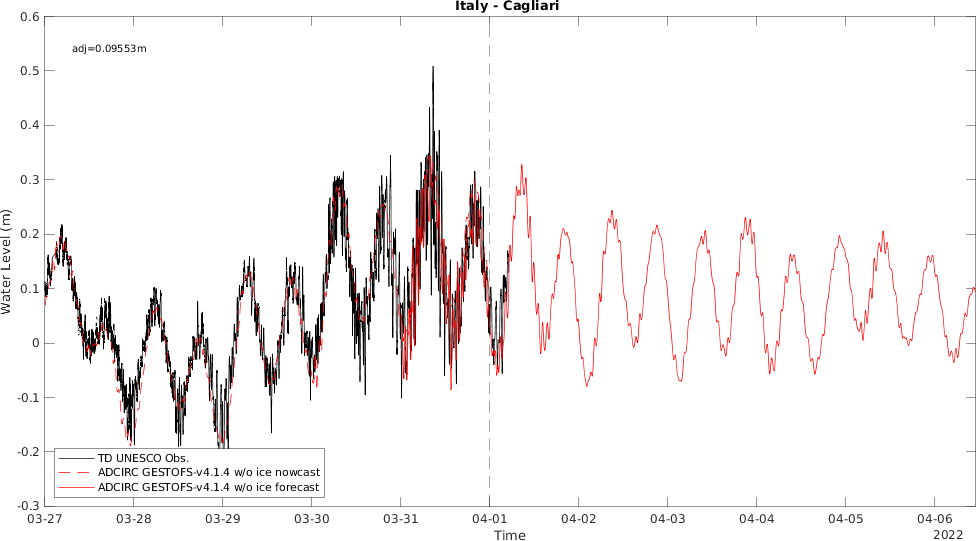 Italy - Cagliari
adj=0.09553m
0.6
0.5
0.4
0.3
0.2
0.1
0
-0.1
-0.2
-0.3
Water Level (m)
TD UNESCO Obs.
ADCIRC GESTOFS-v4.1.4 w/o ice nowcast
ADCIRC GESTOFS-v4.1.4 w/o ice forecast
03-27 03-28 03-29 03-30 03-31 04-01 04-02 04-03 04-04 04-05 04-06
Time
2022